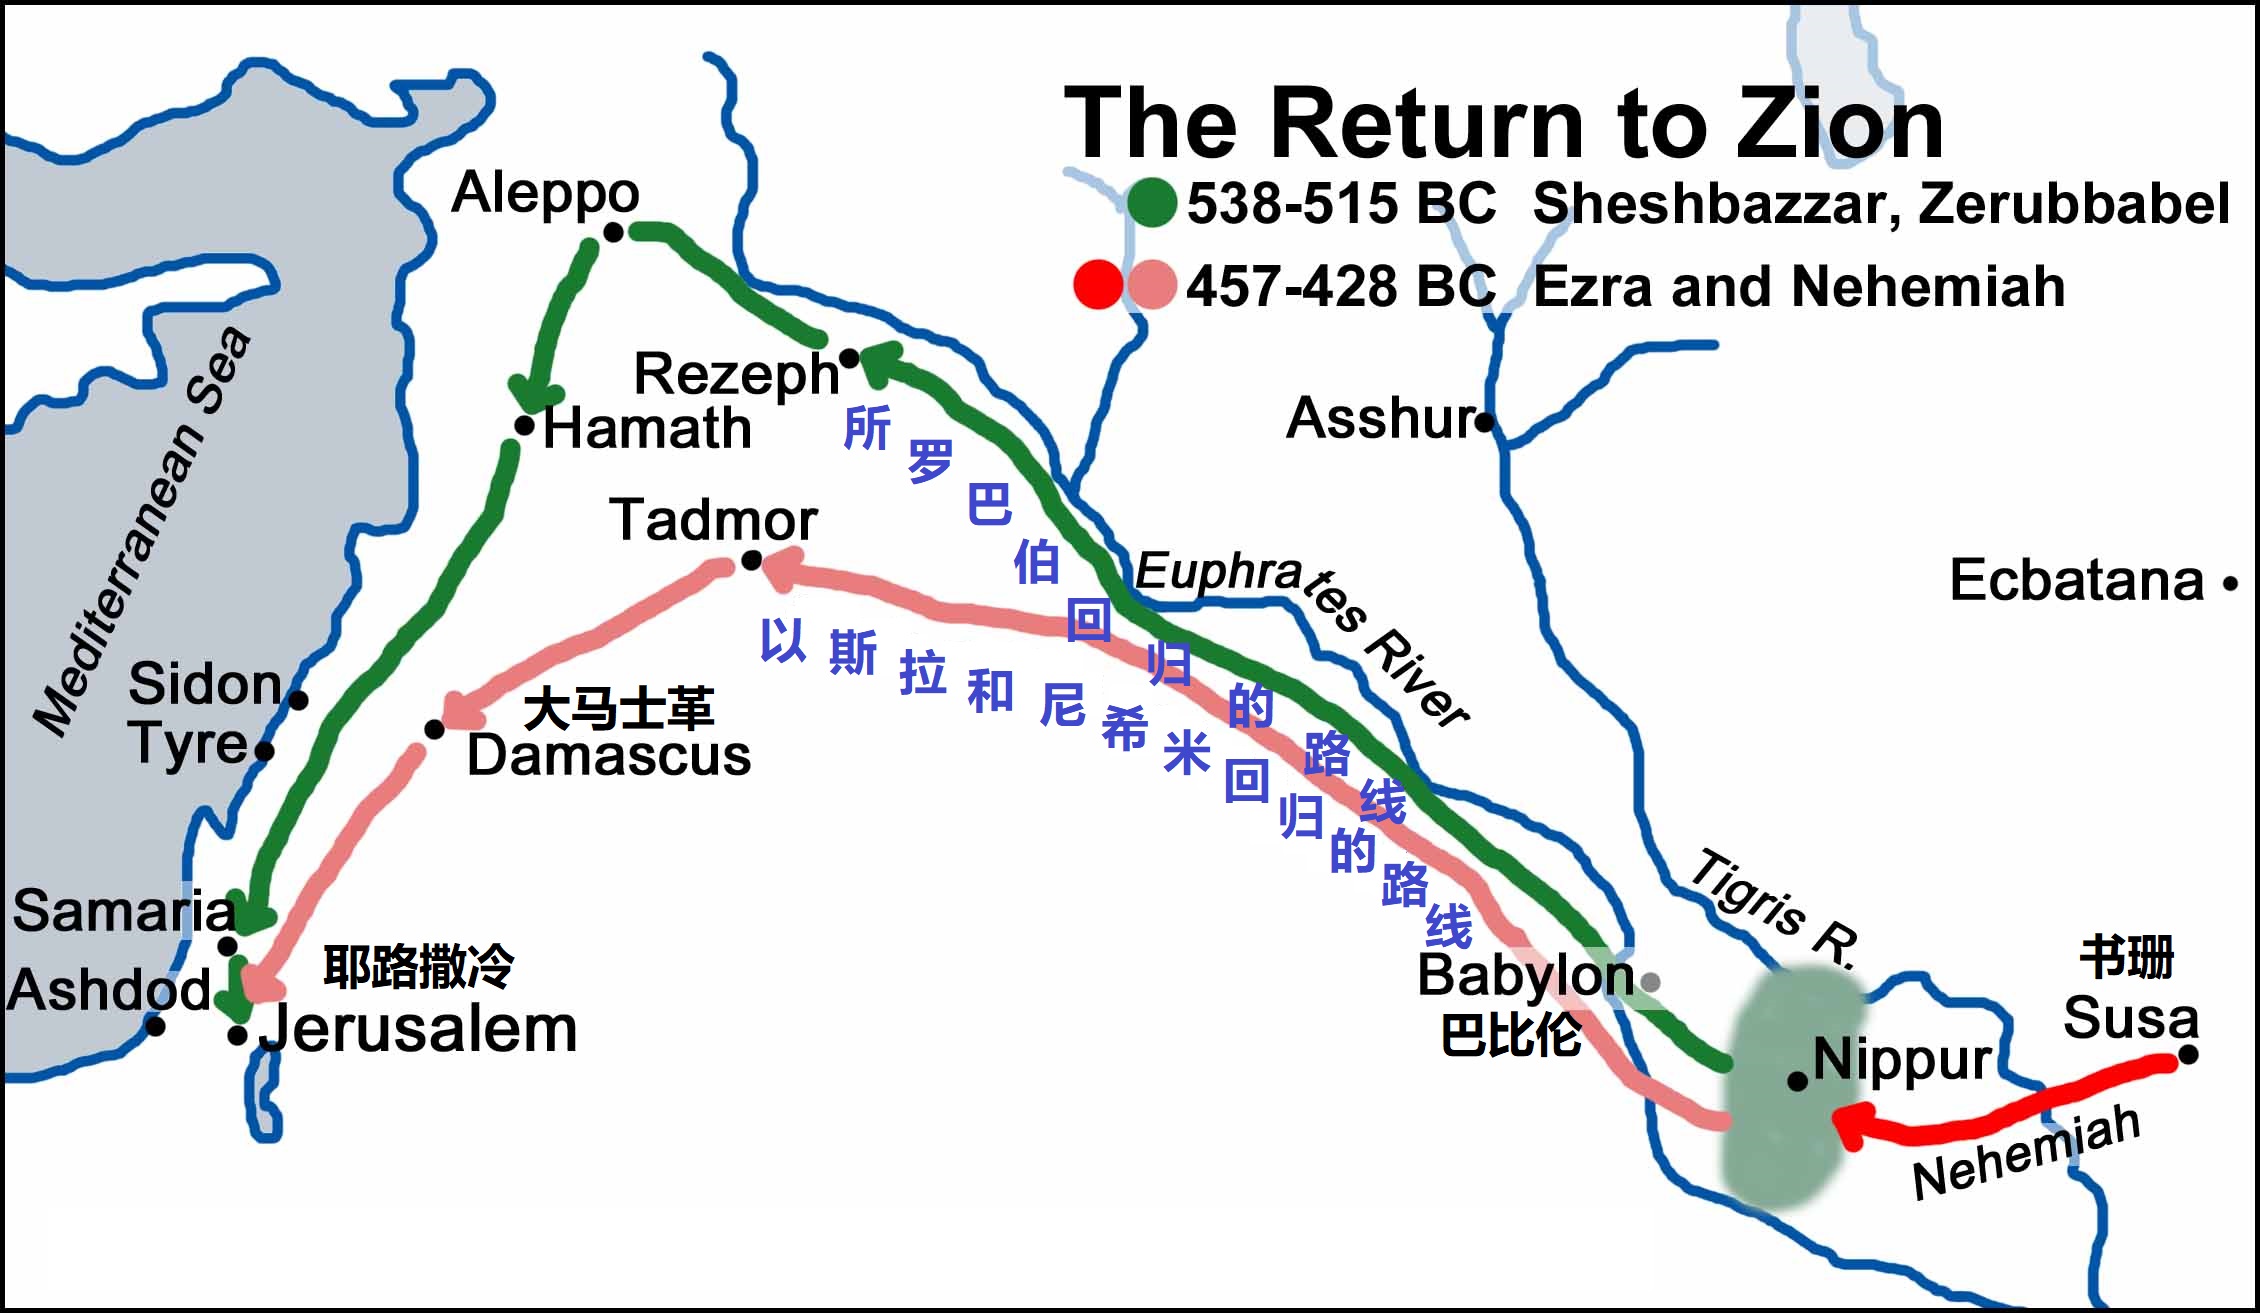 The Return to Zion
538-515 BC Sheshbazzar, Zerubbabel
457-428 BC Ezra and Nehemiah
Aleppo
Rezeph
Hamath
所罗巴伯回归的路线
Asshur
Tadmor
Euphrates River
Ecbatana
以斯拉和尼希米回归的路线
Mediterranean Sea
Sidon
大马士革
Tyre
Damascus
Tigris R.
Samaria
耶路撒冷
Ashdod
Jerusalem
Babylon
巴比伦
书珊
Susa
Nippur
Nehemiah